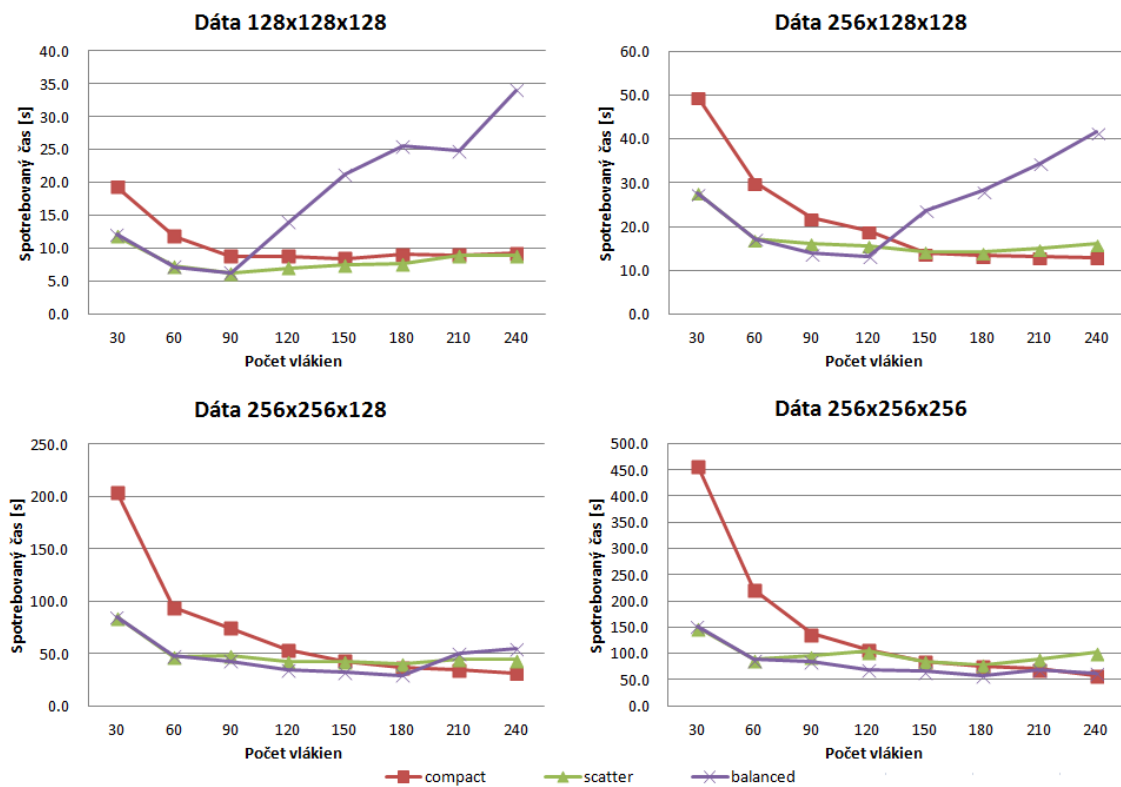 Dáta 128x128x128
Spotrebovaný čas [s]
40.0
35.0
30.0
25.0
20.0
15.0
10.0
5.0
0.0
30 60 90 120 150 180 210 240
Počet vlákien
Dáta 256x128x128
Spotrebovaný čas [s]
60.0
50.0
40.0
30.0
20.0
10.0
0.0
30 60 90 120 150 180 210 240
Počet vlákien
Dáta 256x256x128
Spotrebovaný čas [s]
250.0
200.0
150.0
100.0
50.0
0.0
30 60 90 120 150 180 210 240
Počet vlákien
Dáta 256x256x256
Spotrebovaný čas [s]
500.0
450.0
400.0
350.0
300.0
250.0
200.0
150.0
100.0
50.0
0.0
30 60 90 120 150 180 210 240
Počet vlákien
compact scatter balanced